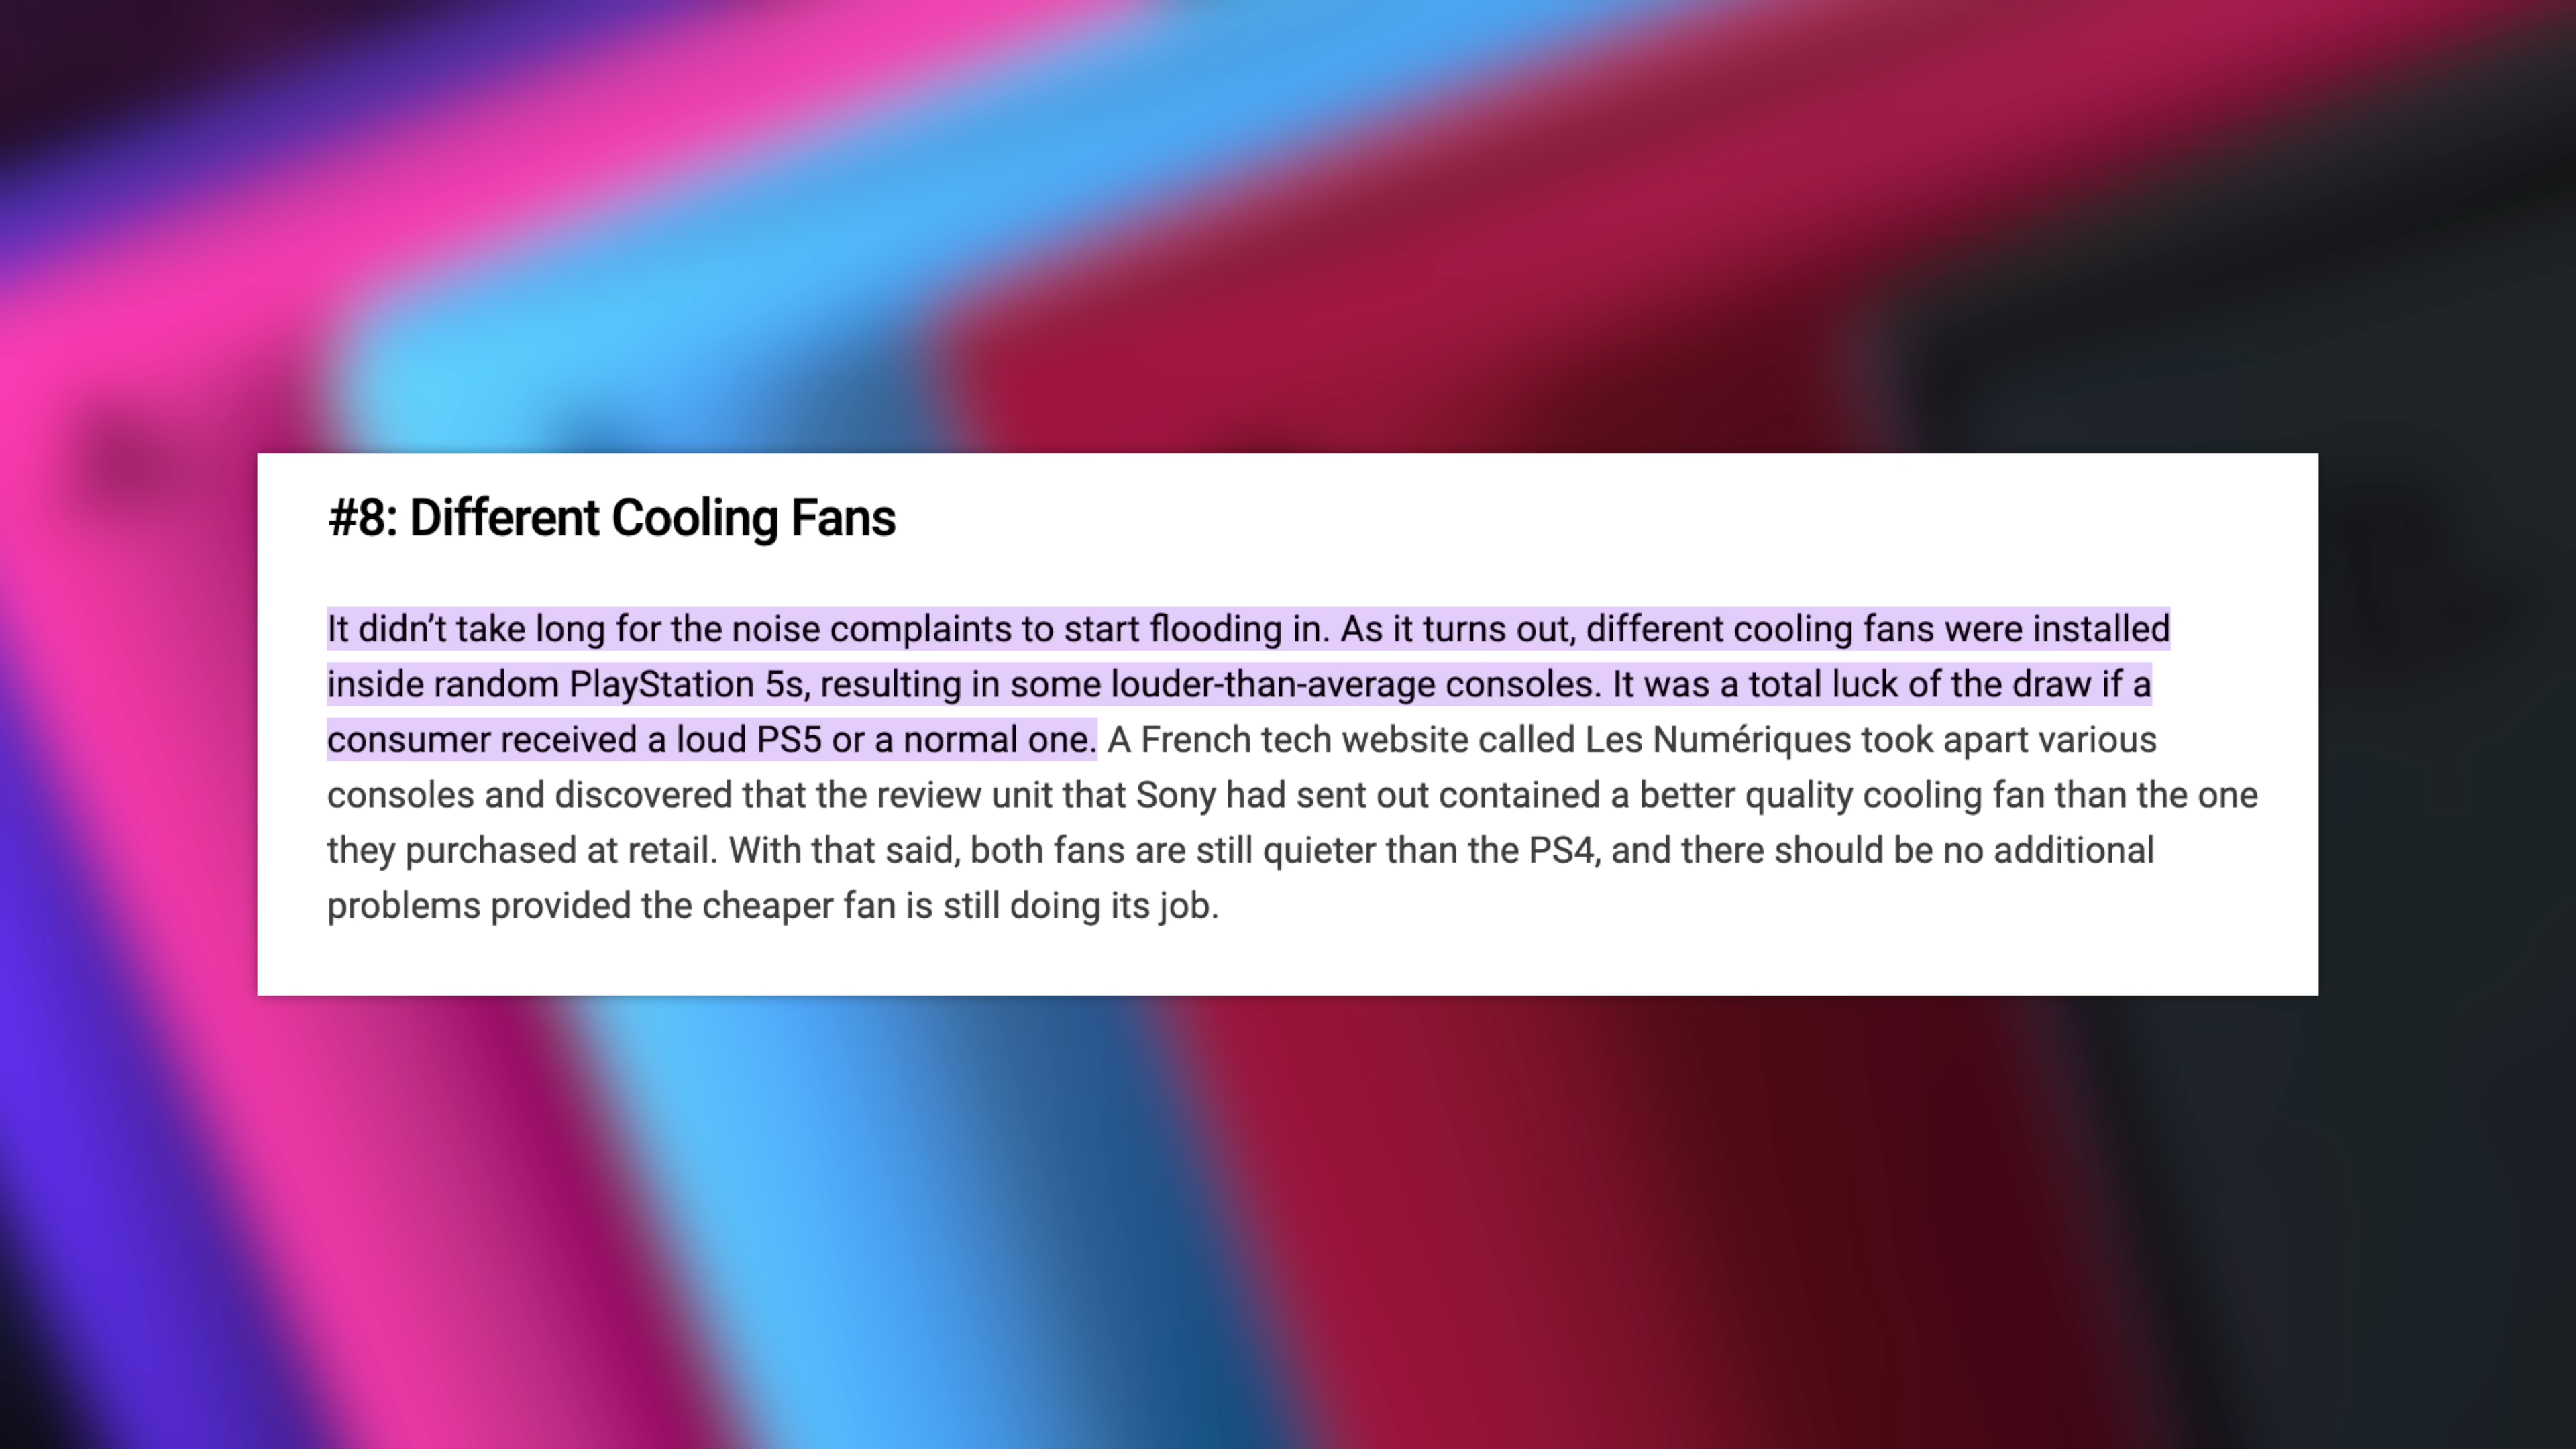 #8: Different Cooling Fans
It didn’t take long for the noise complaints to start flooding in. As it turns out, different cooling fans were installed
inside random PlayStation 5s, resulting in some louder-than-average consoles. It was a total luck of the draw if a
consumer received a loud PS5 or a normal one. A French tech website called Les Numériques took apart various
consoles and discovered that the review unit that Sony had sent out contained a better quality cooling fan than the one
they purchased at retail. With that said, both fans are still quieter than the PS4, and there should be no additional
problems provided the cheaper fan is still doing its job.